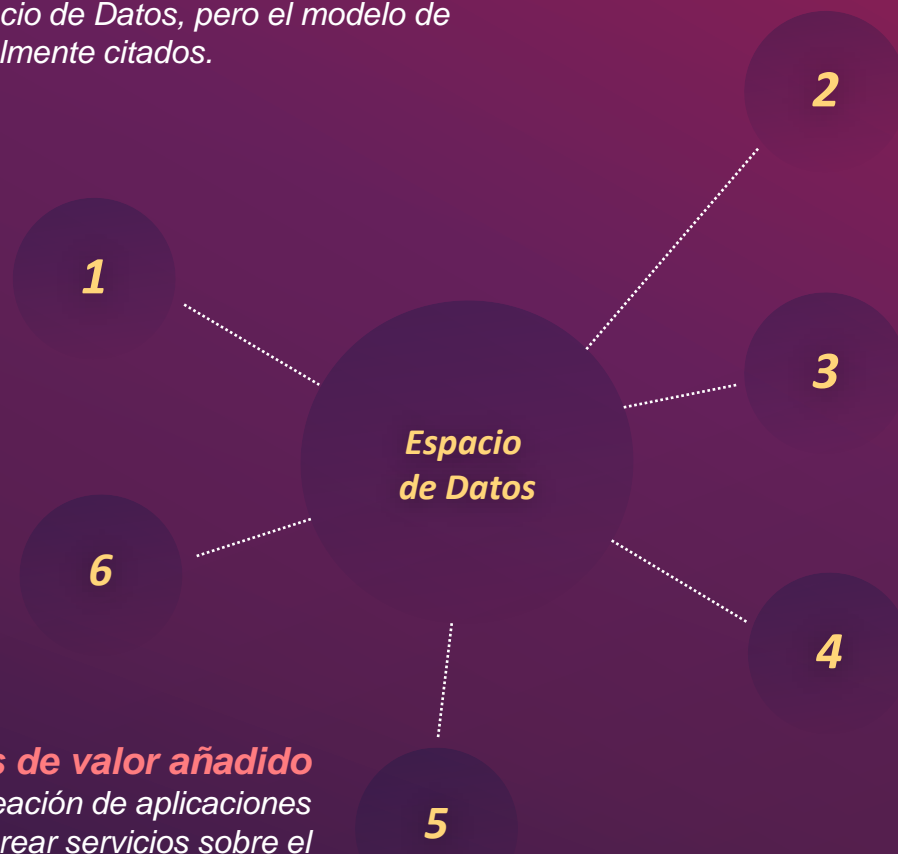 cio de Datos, pero el modelo de
lmente citados.
2
1
3
Espacio
de Datos
6
4
s de valor añadido
eación de aplicaciones
5
rear servicios sobre el